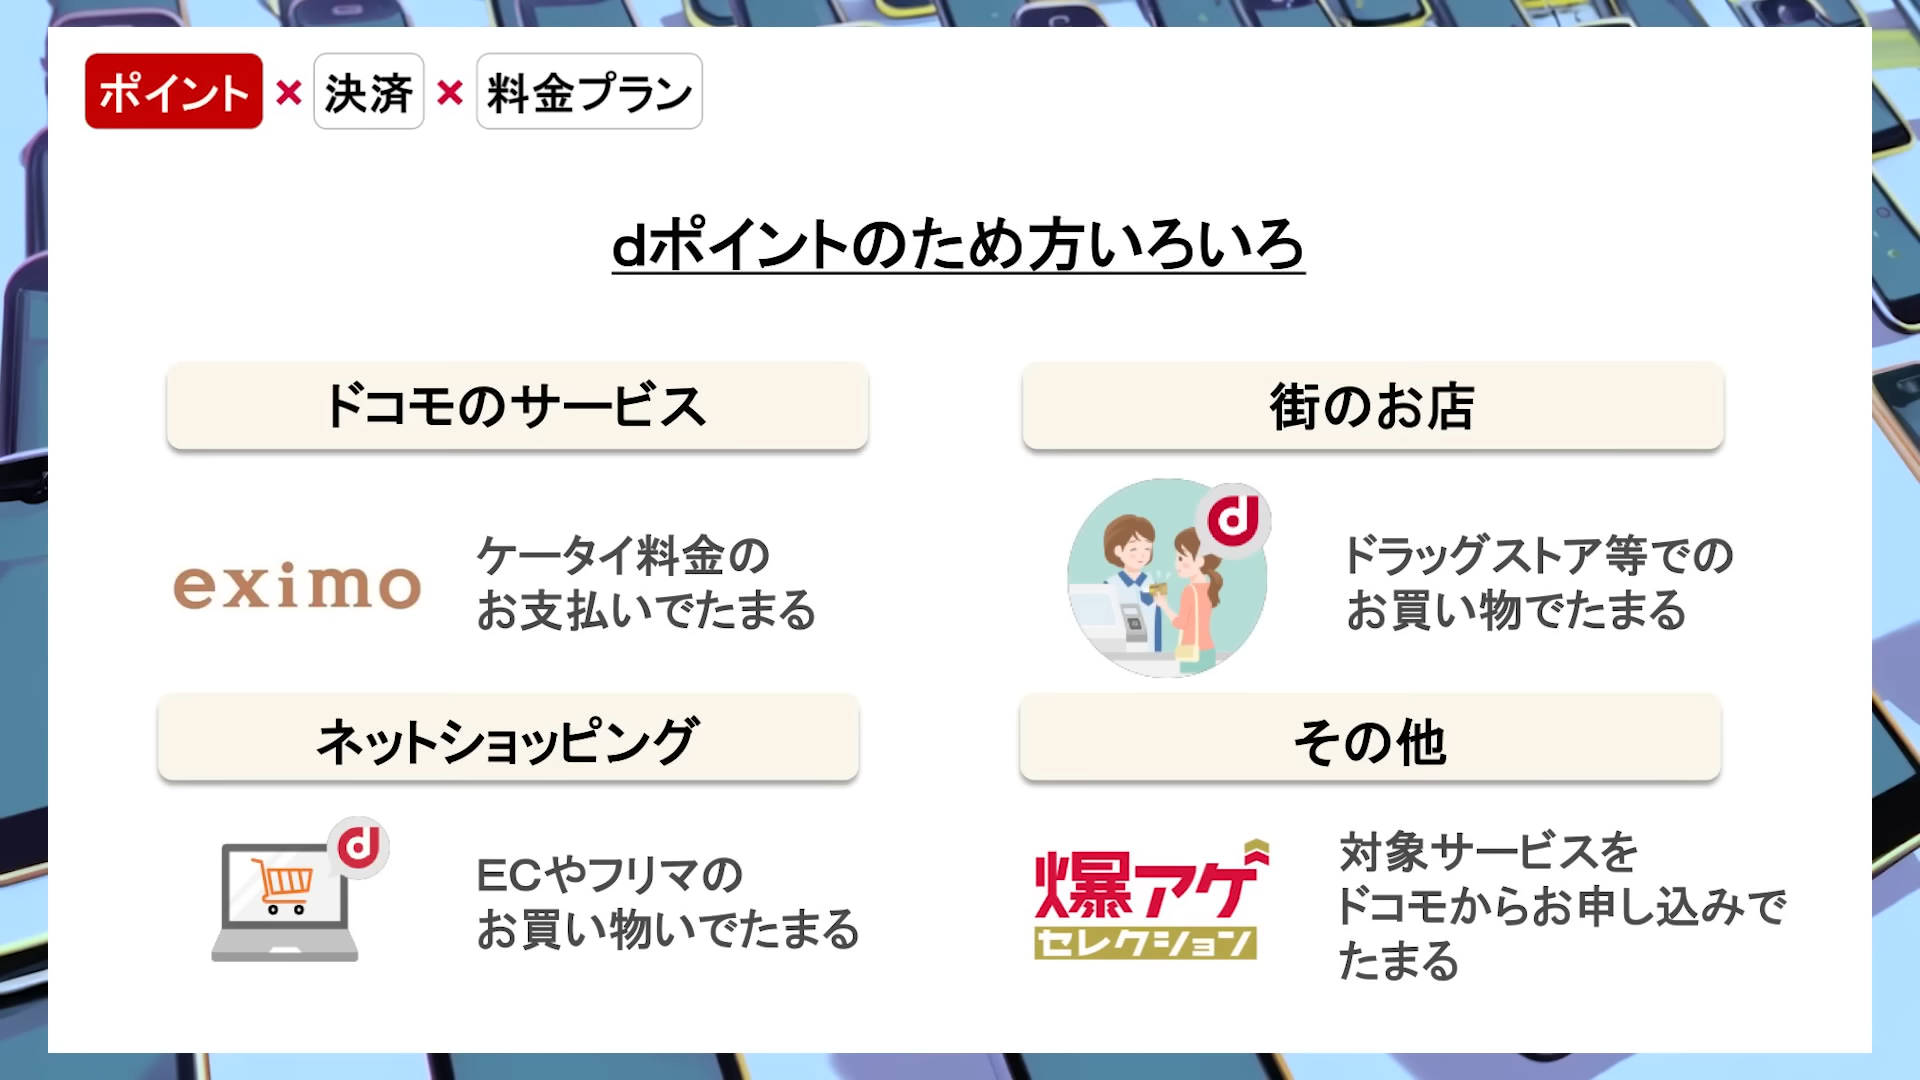 ポイント × 決済 × 料金プラン
dポイントのため方いろいろ
ドコモのサービス
eximo
ケータイ料金の
お支払いでたまる
街のお店
d
ドラッグストア等での
お買い物でたまる
ネットショッピング
d
ECやフリマの
お買い物いでたまる
その他
爆アゲ
セレクション
対象サービスを
ドコモからお申し込みで
たまる